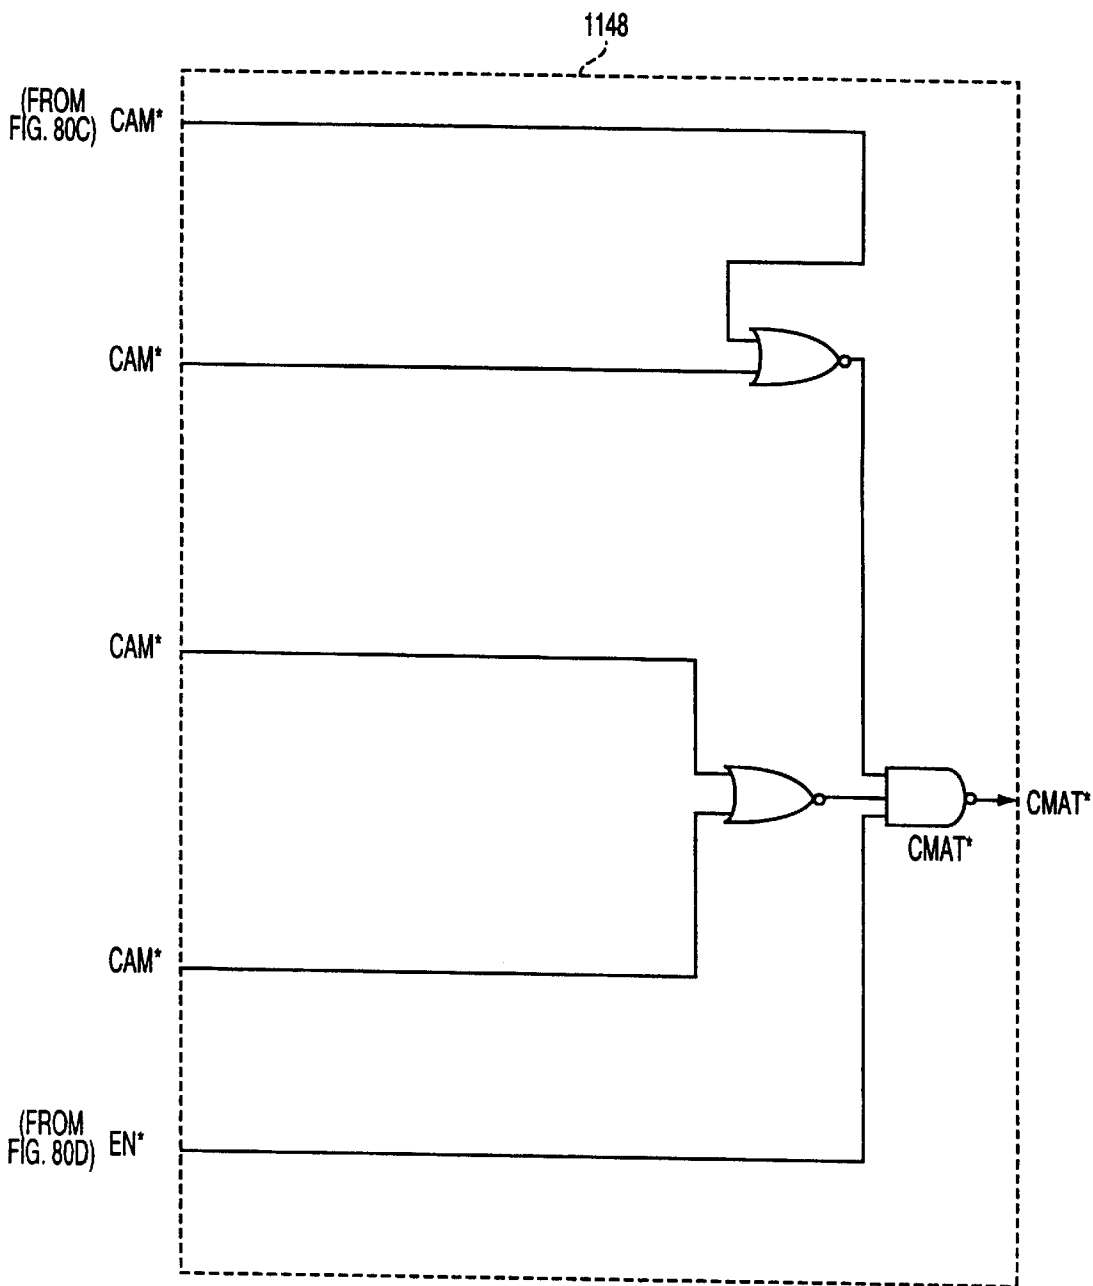 1148
(FROM
FIG. 80C) CAM*
CAM*
CAM*
CMAT*
CMAT*
CAM*
(FROM
FIG. 80D) EN*